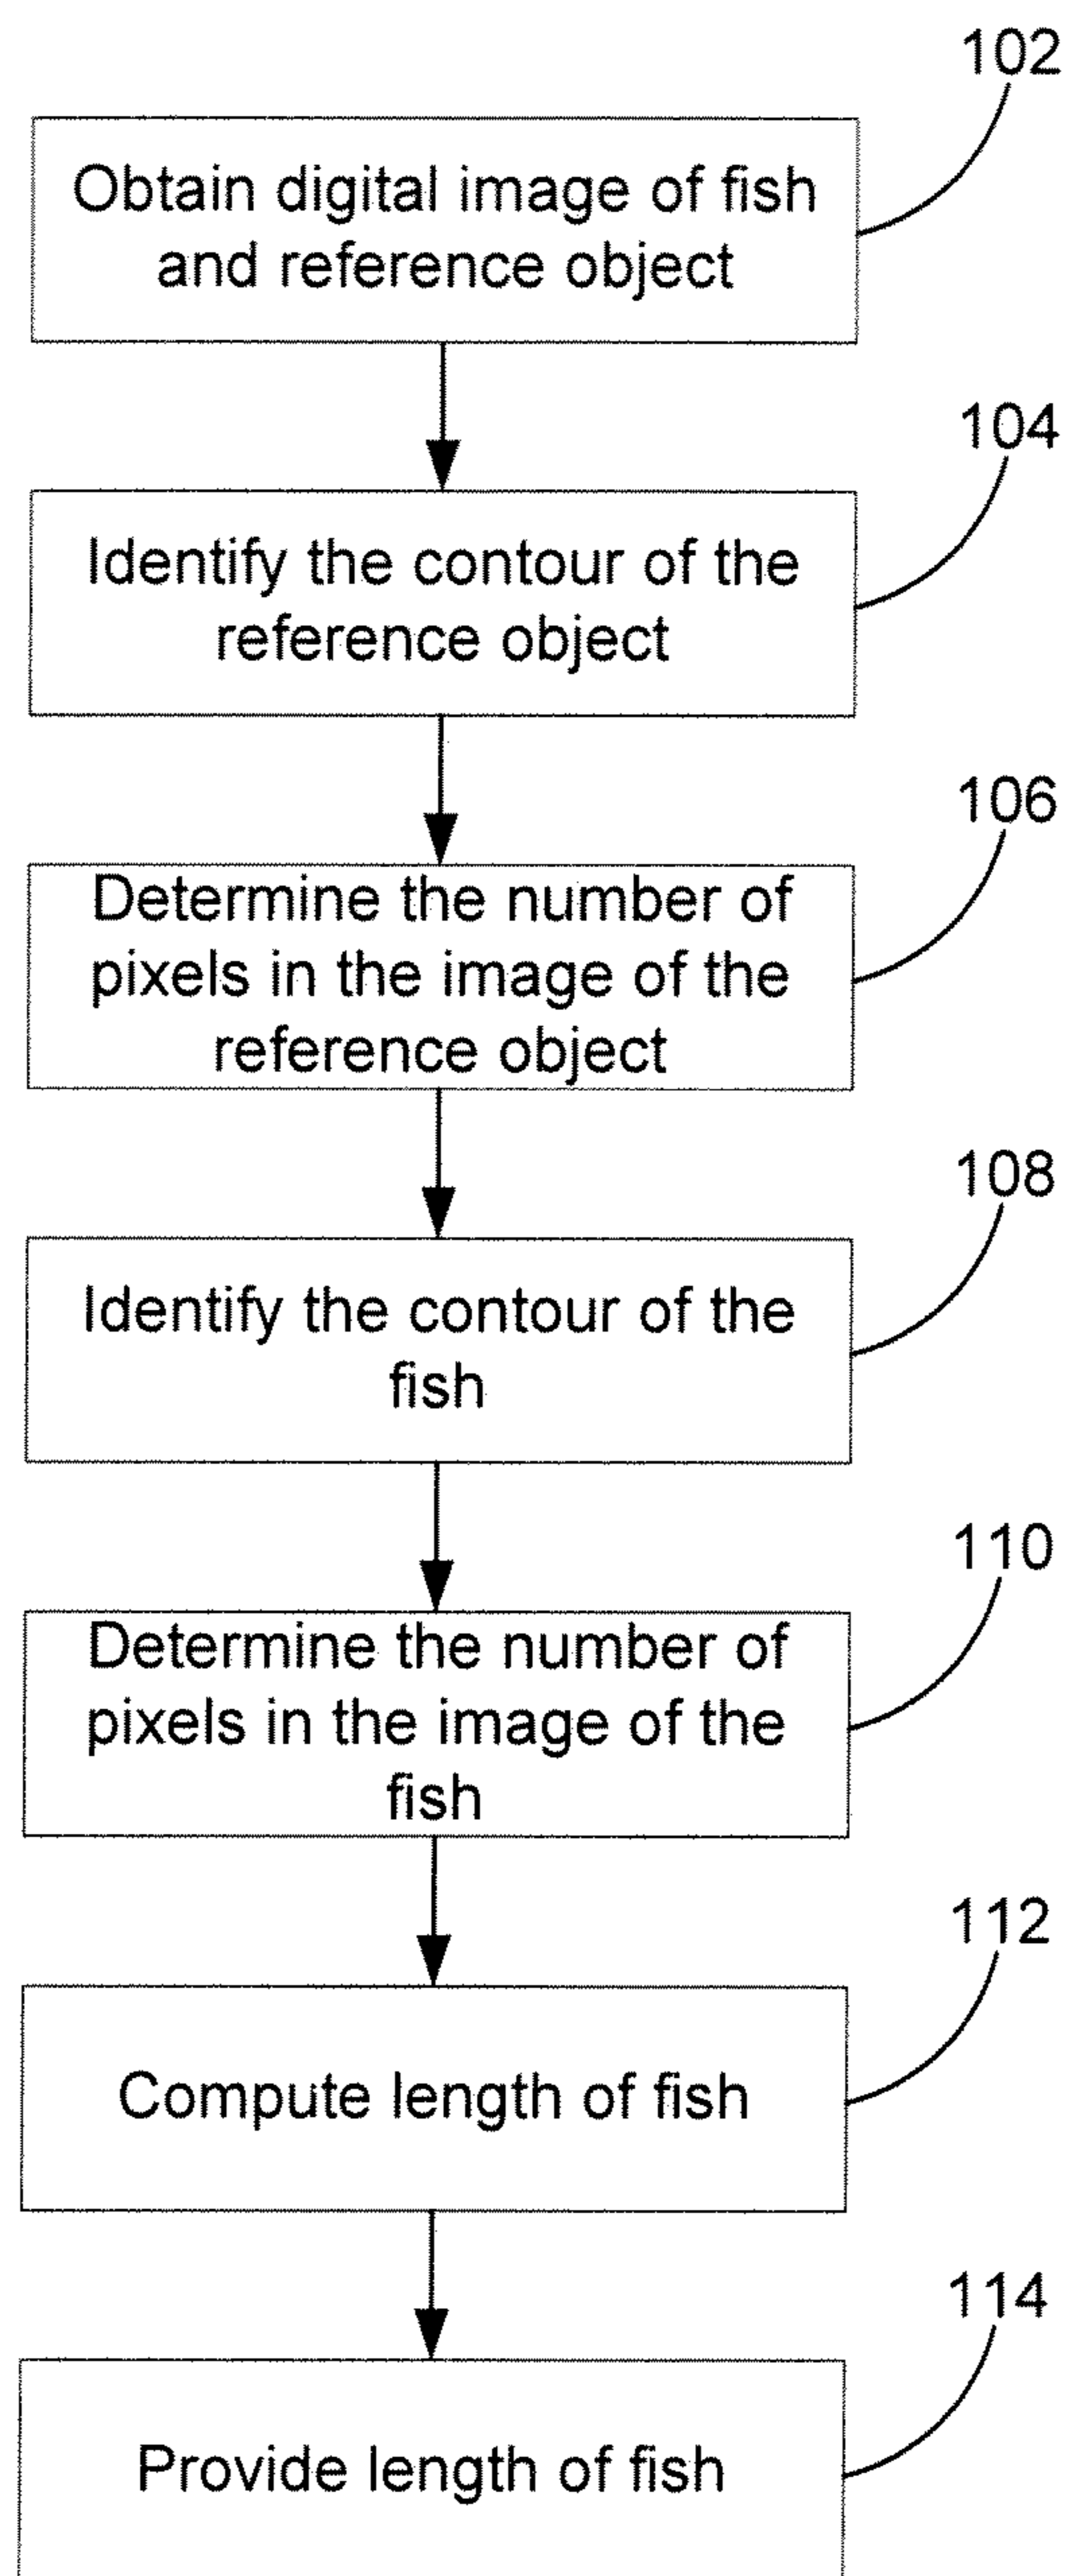 102
Obtain digital image of fish
and reference object
104
Identify the contour of the
reference object
106
Determine the number of
pixels in the image of the
reference object
108
Identify the contour of the
fish
110
Determine the number of
pixels in the image of the
fish
112
Compute length of fish
114
Provide length of fish